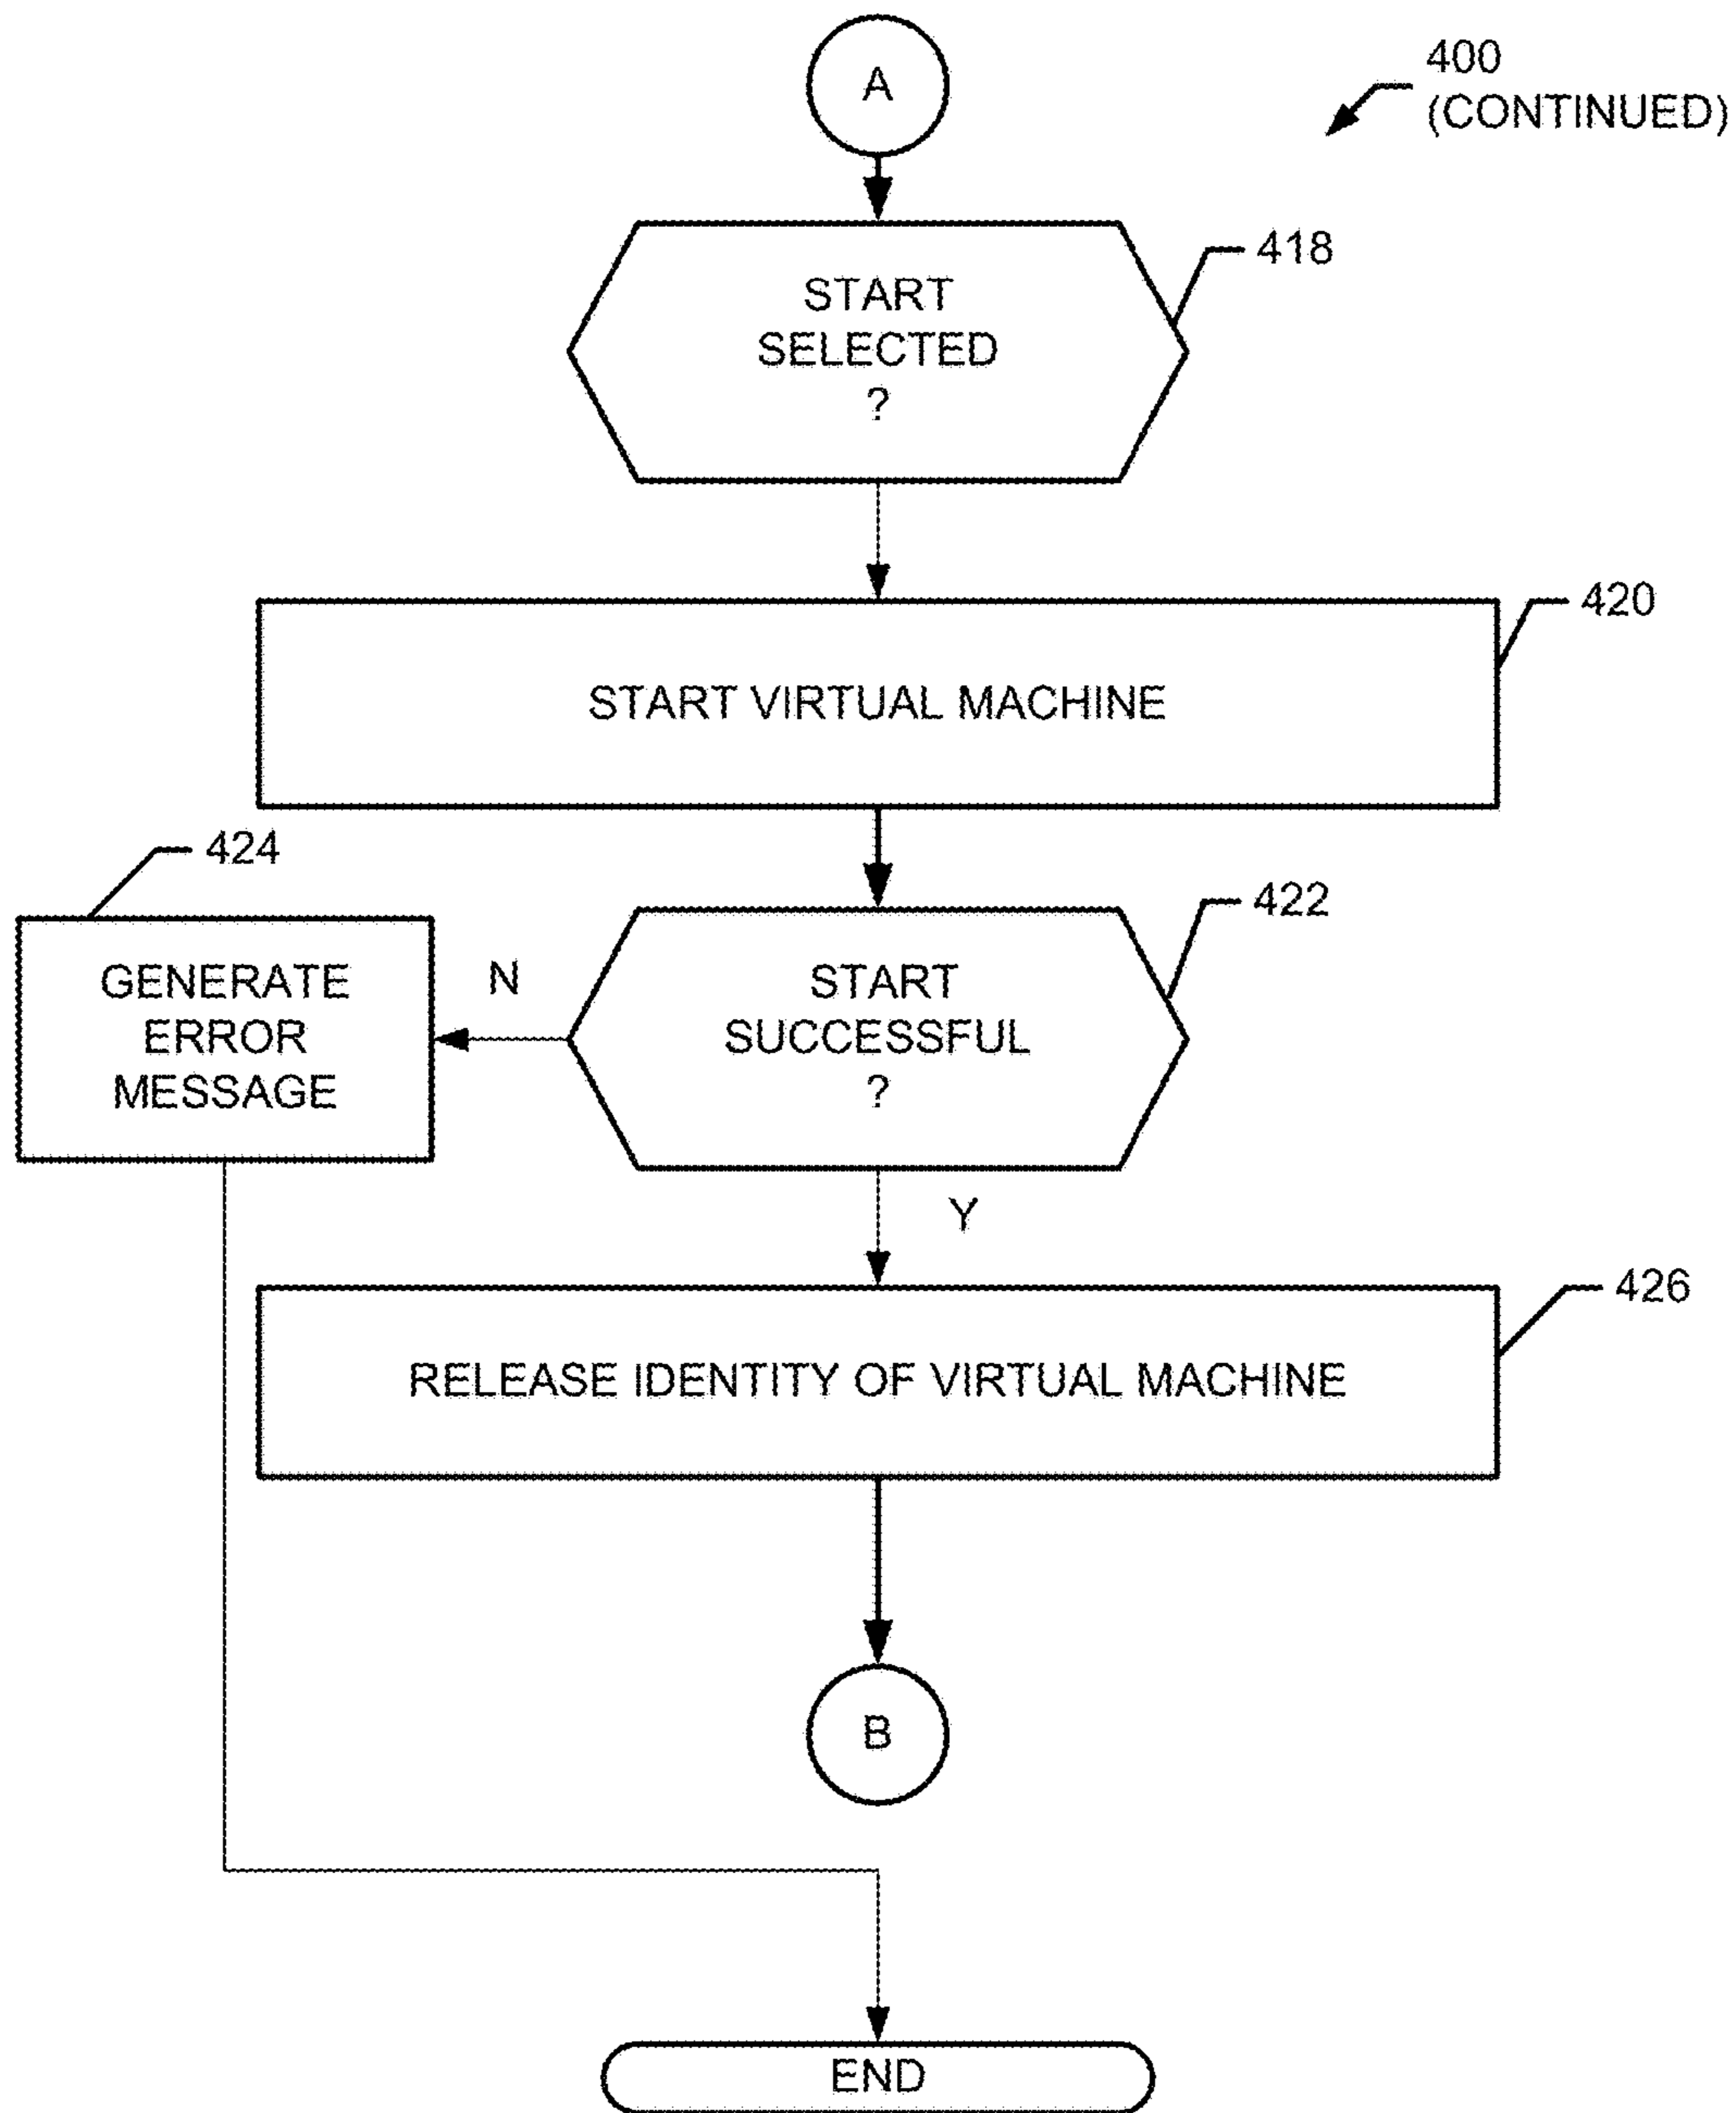 A
400
(CONTINUED)
START
SELECTED
?
418
420
START VIRTUAL MACHINE
424
422
GENERATE
ERROR
MESSAGE
N
START
SUCCESSFUL
?
Y
426
RELEASE IDENTITY OF VIRTUAL MACHINE
B
END